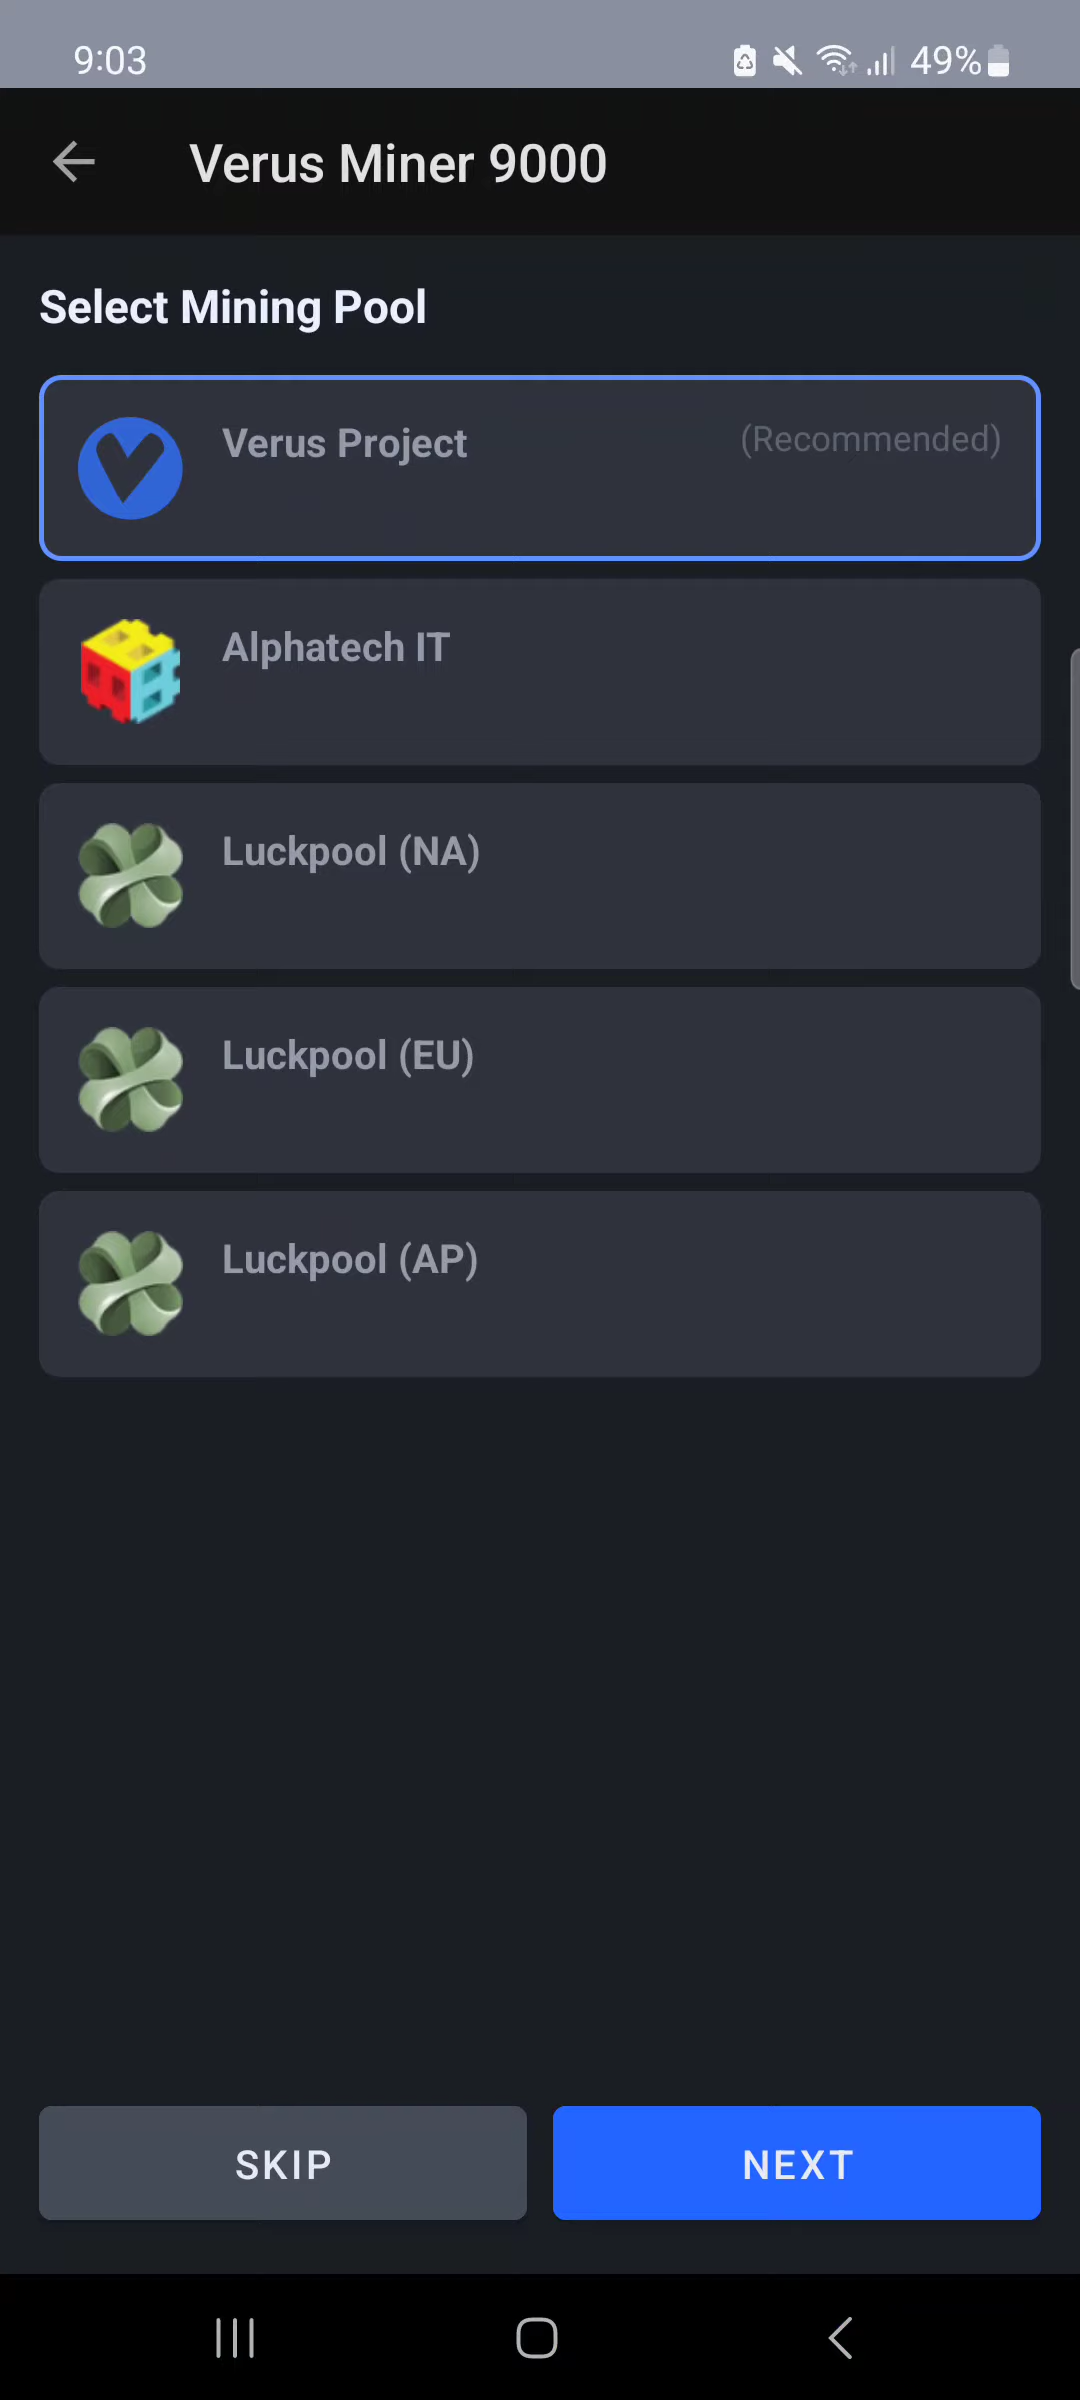 9:03
49%
Verus Miner 9000
Select Mining Pool
Verus Project
(Recommended)
Alphatech IT
Luckpool (NA)
Luckpool (EU)
Luckpool (AP)
SKIP
NEXT